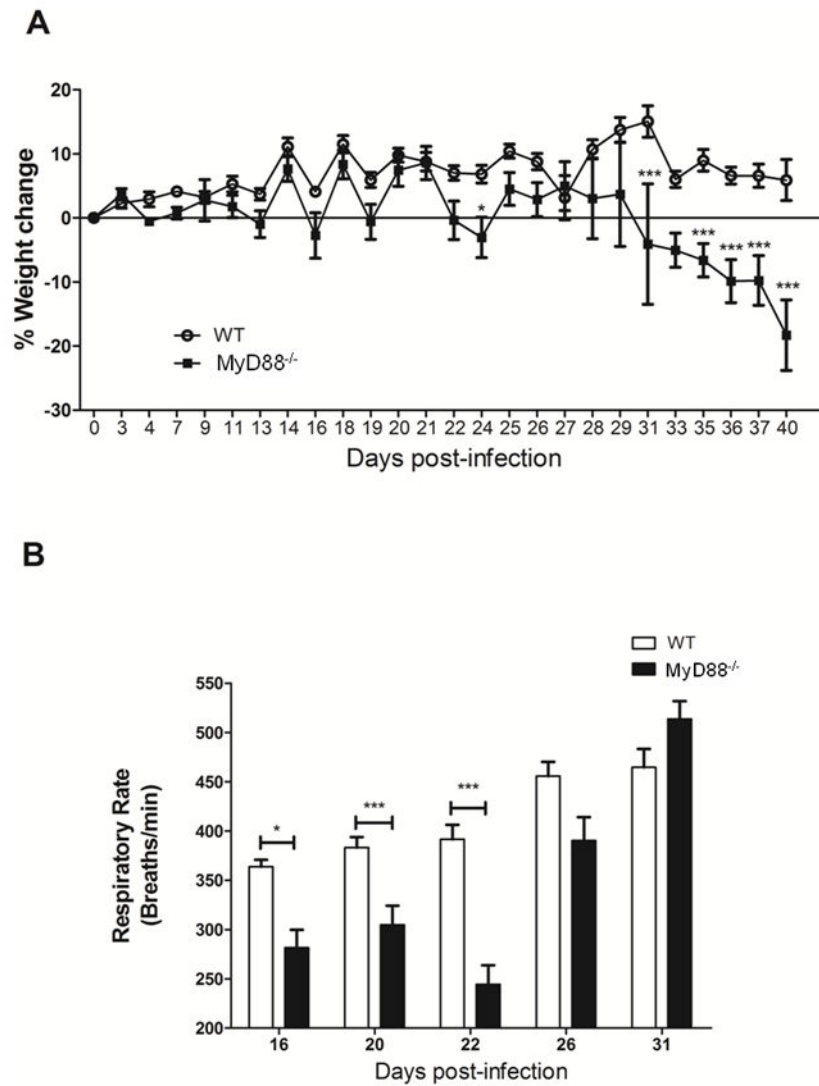 A
% Weight change
20
10
0
-10
-20
-30
* *** *** *** *** ***
WT
MyD88-/-
0 3 4 7 9 11 13 14 16 18 19 20 21 22 24 25 26 27 28 29 31 33 35 36 37 40
Days post-infection
B
WT
MyD88-/-
Respiratory Rate
(Breaths/min)
550
500
450
400
350
300
250
200
* *** ***
16 20 22 26 31
Days post-infection